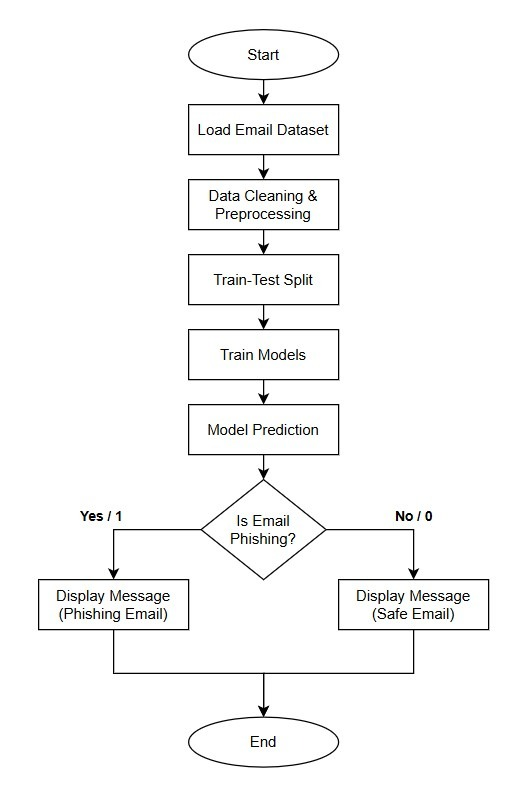 Start
Load Email Dataset
Data Cleaning &
Preprocessing
Train-Test Split
Train Models
Model Prediction
Is Email
Phishing?
Yes / 1
No / 0
Display Message
(Phishing Email)
Display Message
(Safe Email)
End